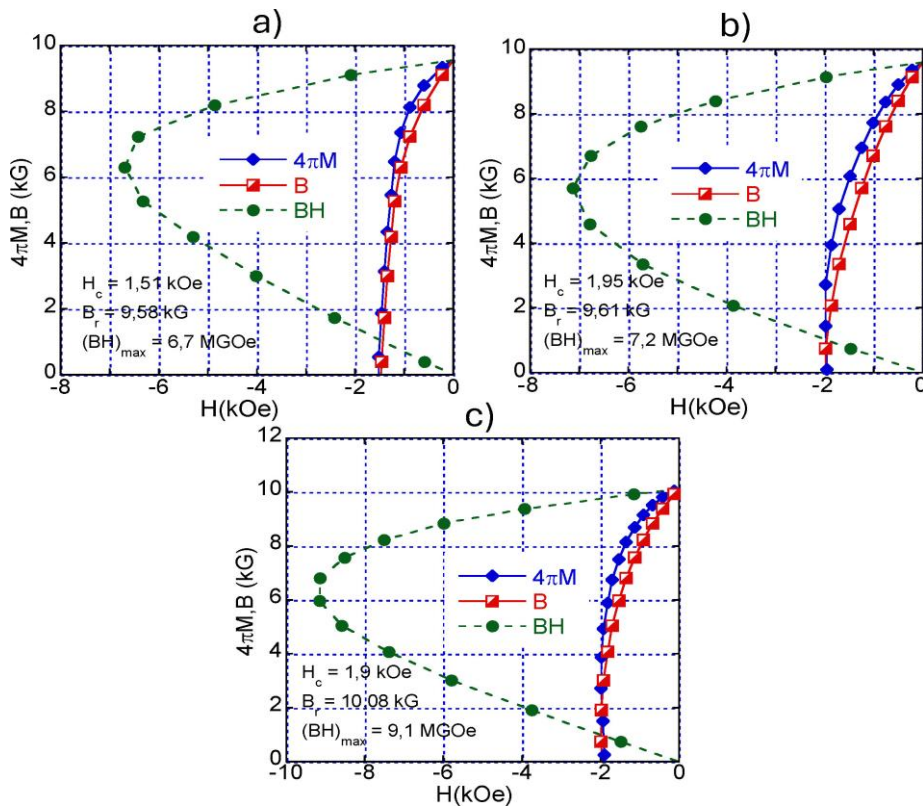 a)
10
8
6
4
2
0
4πM,B (kG)
4πM
B
BH
H_c = 1,51 kOe
B_r = 9,58 kG
(BH)_max = 6,7 MGOe
-8 -6 -4 -2 0
H(kOe)
b)
10
8
6
4
2
0
4πM,B (kG)
4πM
B
BH
H_c = 1,95 kOe
B_r = 9,61 kG
(BH)_max = 7,2 MGOe
-8 -6 -4 -2 0
H(kOe)
c)
12
10
8
6
4
2
0
4πM,B (kG)
4πM
B
BH
H_c = 1,9 kOe
B_r = 10,08 kG
(BH)_max = 9,1 MGOe
-10 -8 -6 -4 -2 0
H(kOe)